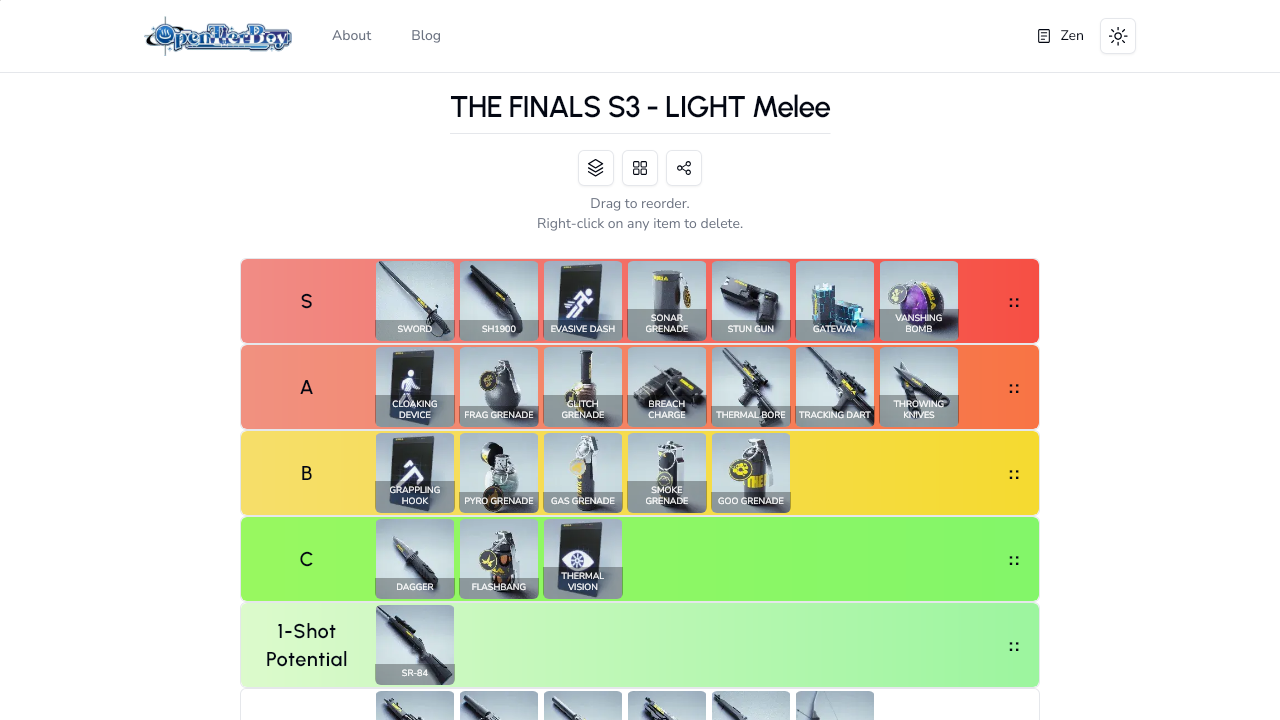 OpenTierBoy
About
Blog
Zen
THE FINALS S3 - LIGHT Melee
Drag to reorder.
Right-click on any item to delete.
S
SWORD
SH1900
EVASIVE DASH
SONAR
GRENADE
STUN GUN
GATEWAY
VANSHING
BOMB
A
CLOAKING
DEVICE
FRAG GRENADE
GLITCH
GRENADE
BREACH
CHARGE
THERMAL BORE
TRACKING DART
THROWING
KNIVES
B
GRAPPLING
HOOK
PYRO GRENADE
GAS GRENADE
SMOKE
GRENADE
GOO GRENADE
C
DAGGER
FLASHBANG
THERMAL
VISION
1-Shot
Potential
SR-84